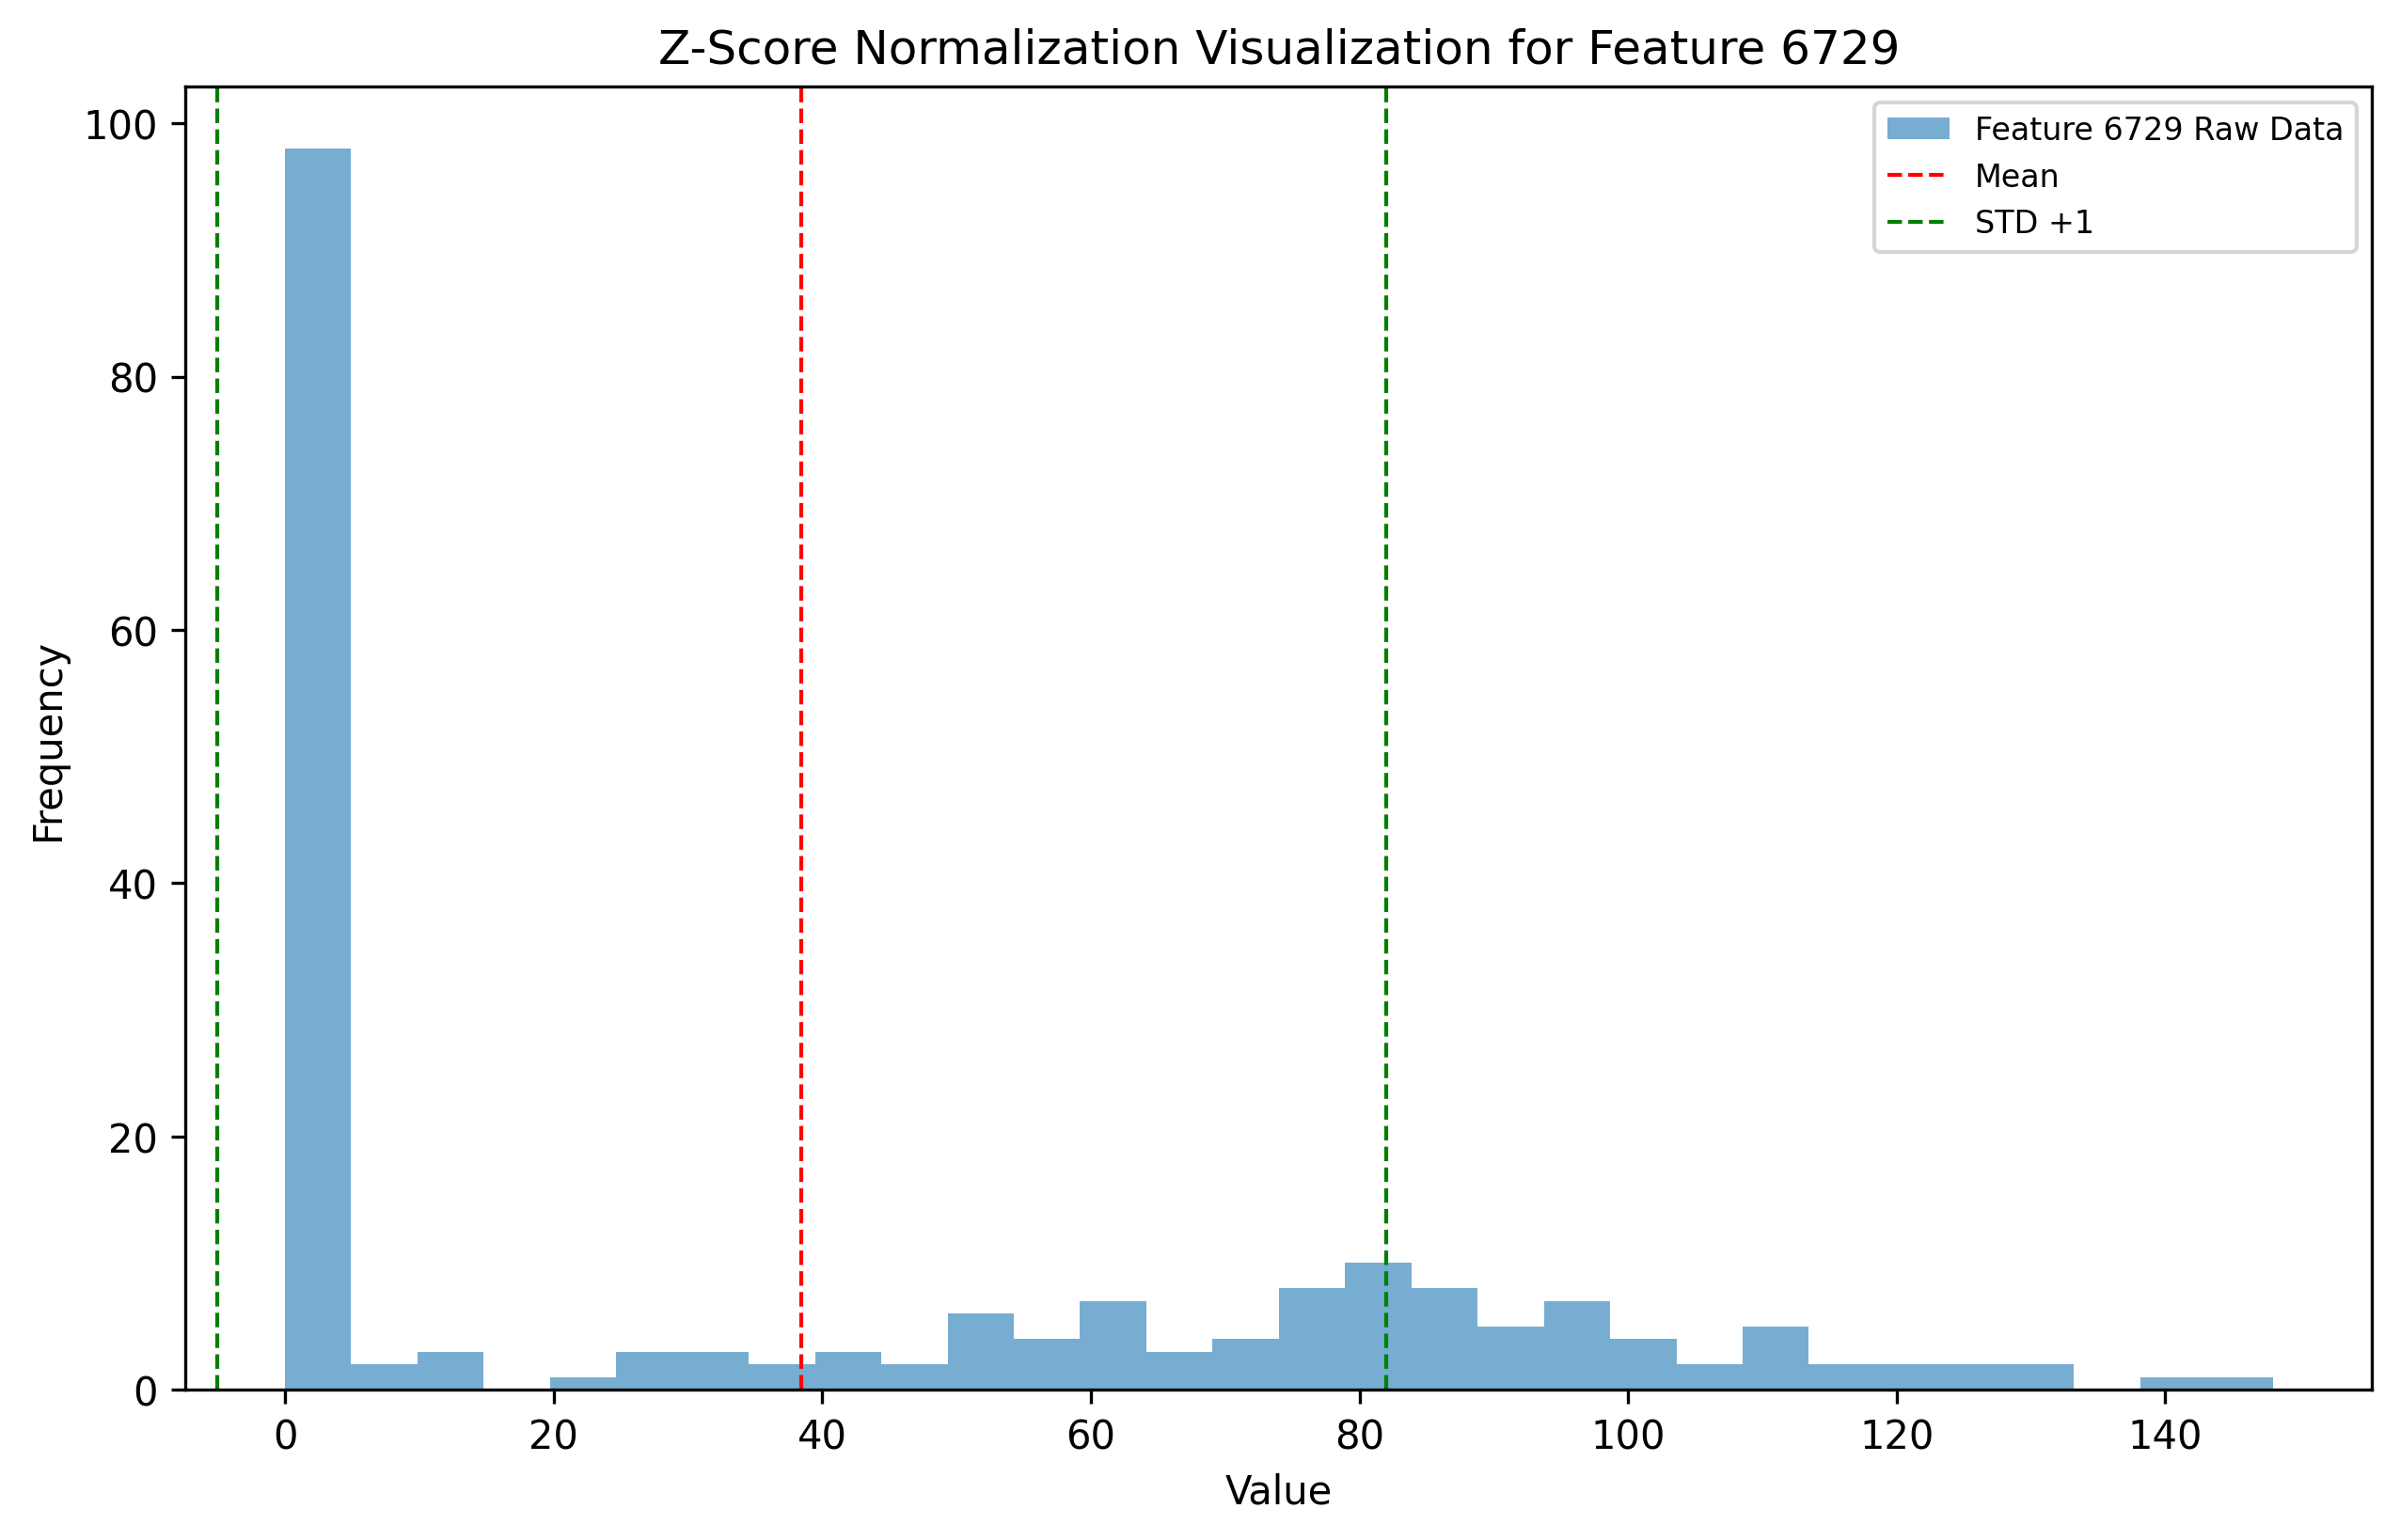 Z-Score Normalization Visualization for Feature 6729
Feature 6729 Raw Data
Mean
STD +1
100
80
60
40
20
0
Frequency
0 20 40 60 80 100 120 140
Value